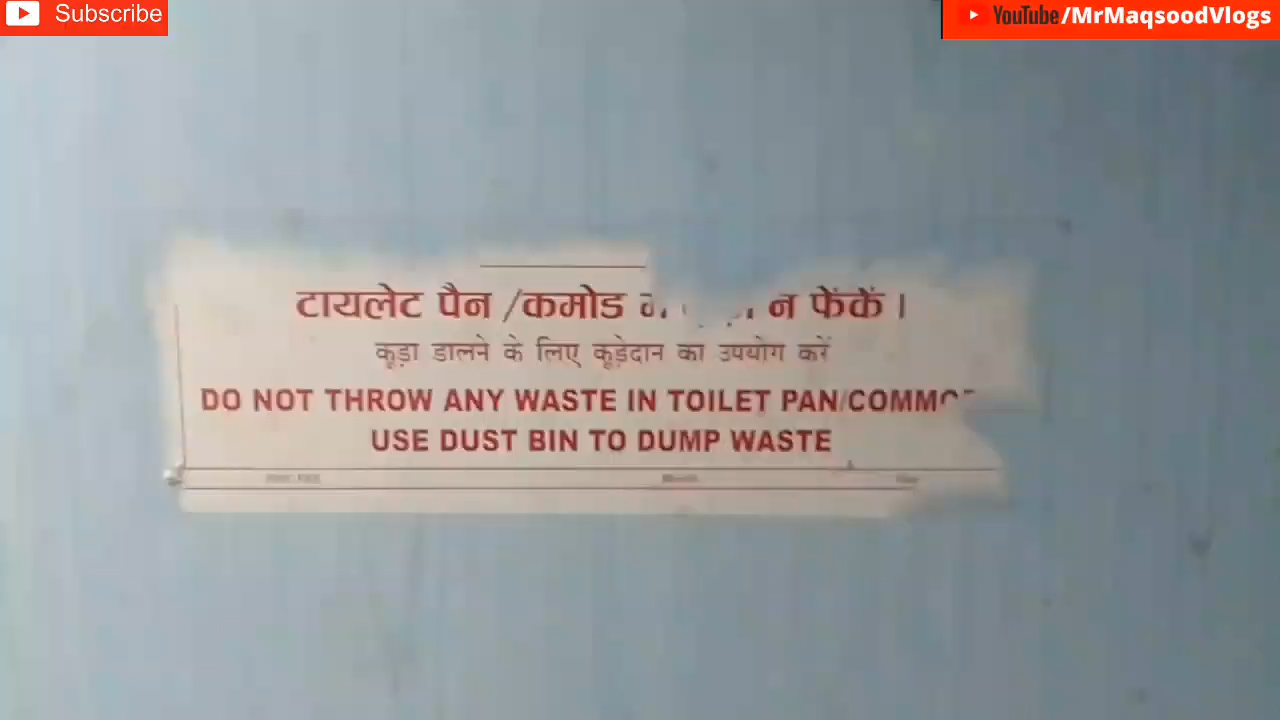 Subscribe
YouTube/MrMaqsoodVlogs
टायलेट पैन /कमोड न फेंकें।
कूड़ा डालने के लिए कूड़ेदान का उपयोग करें
DO NOT THROW ANY WASTE IN TOILET PAN/COMMO
USE DUST BIN TO DUMP WASTE